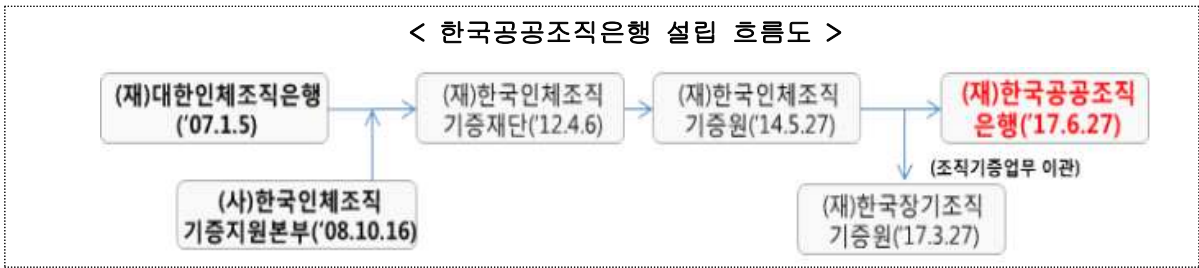 < 한국공공조직은행 설립 흐름도 >
(재)대한인체조직은행
('07.1.5)
(재)한국인체조직
기증재단('12.4.6)
(재)한국인체조직
기증원('14.5.27)
(재)한국공공조직
은행('17.6.27)
(조직기증업무 이관)
(사)한국인체조직
기증지원본부('08.10.16)
(재)한국장기조직
기증원('17.3.27)